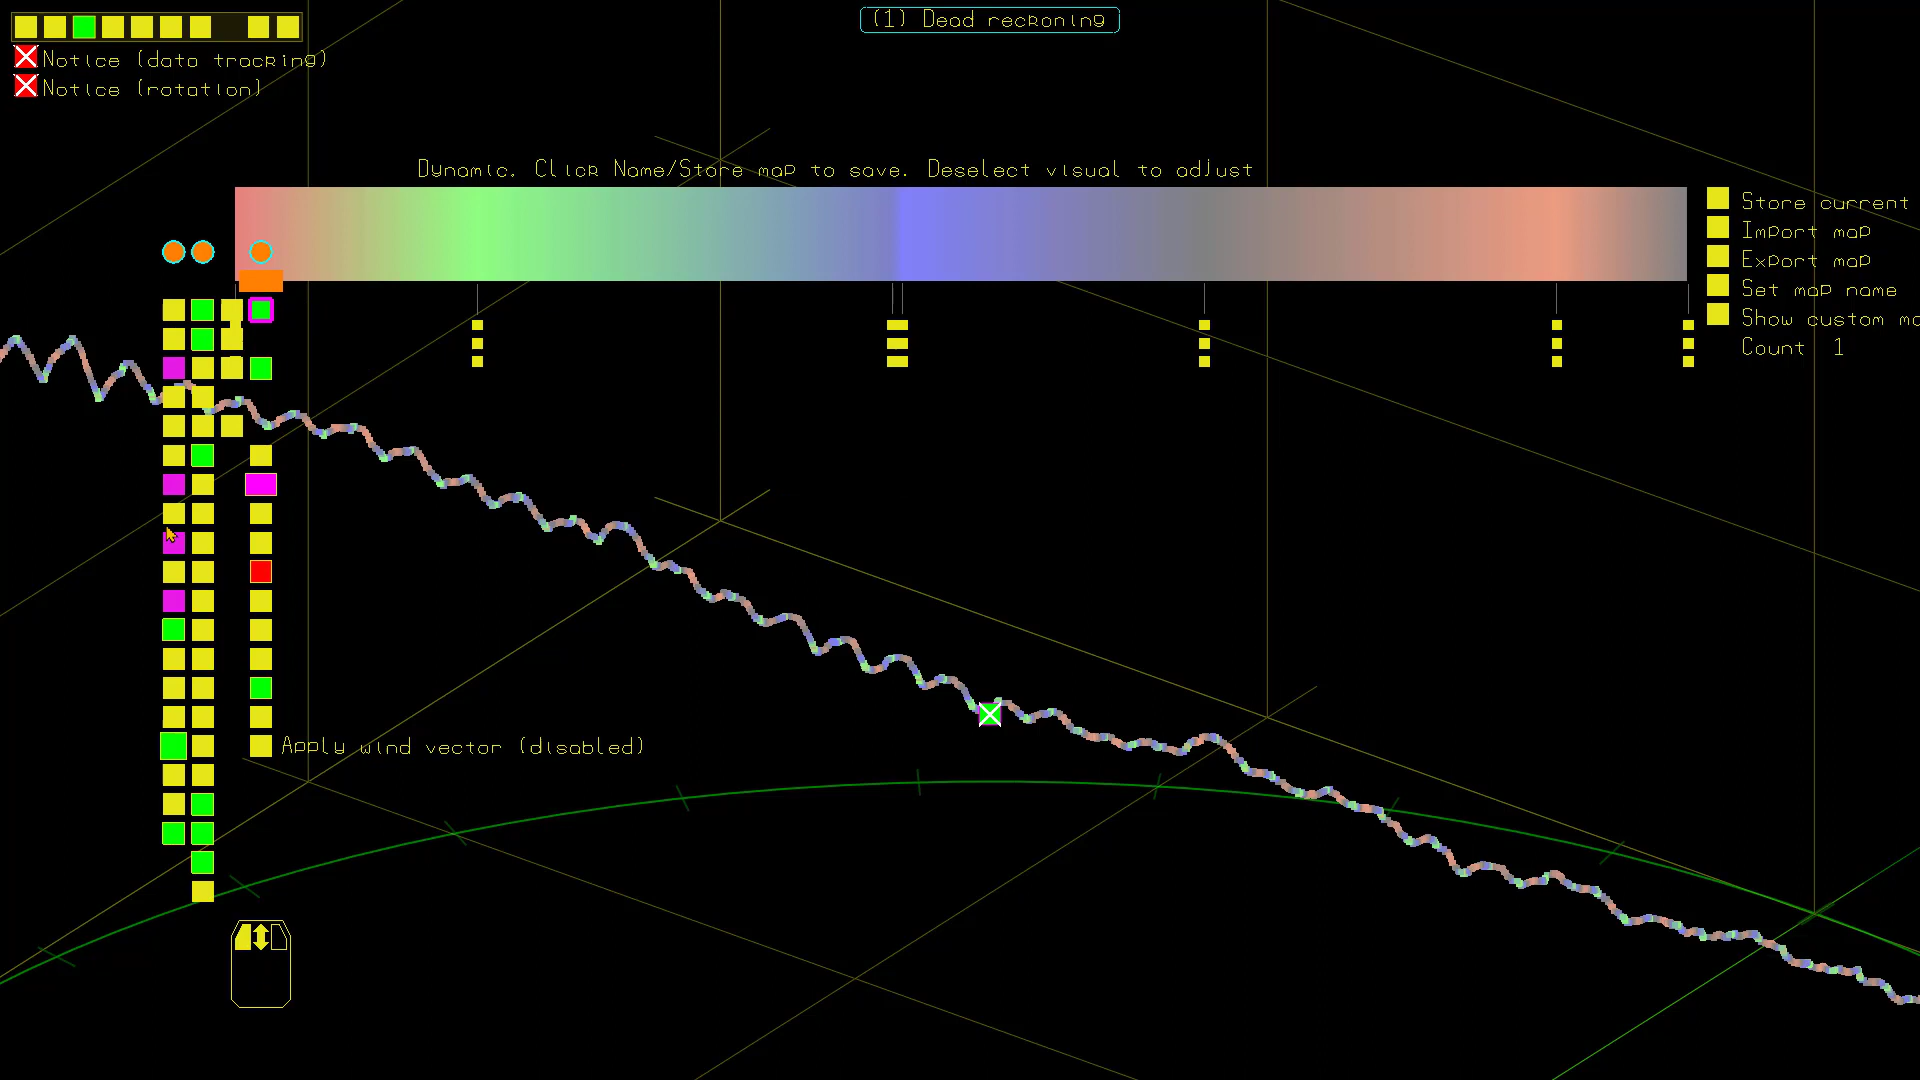 (1) Dead reckoning
Notice (data tracking)
Notice (rotation)
Dynamic. Click Name/Store map to save. Deselect visual to adjust
Store current
Import map
Export map
Set map name
Show custom ma
Count 1
Apply wind vector (disabled)